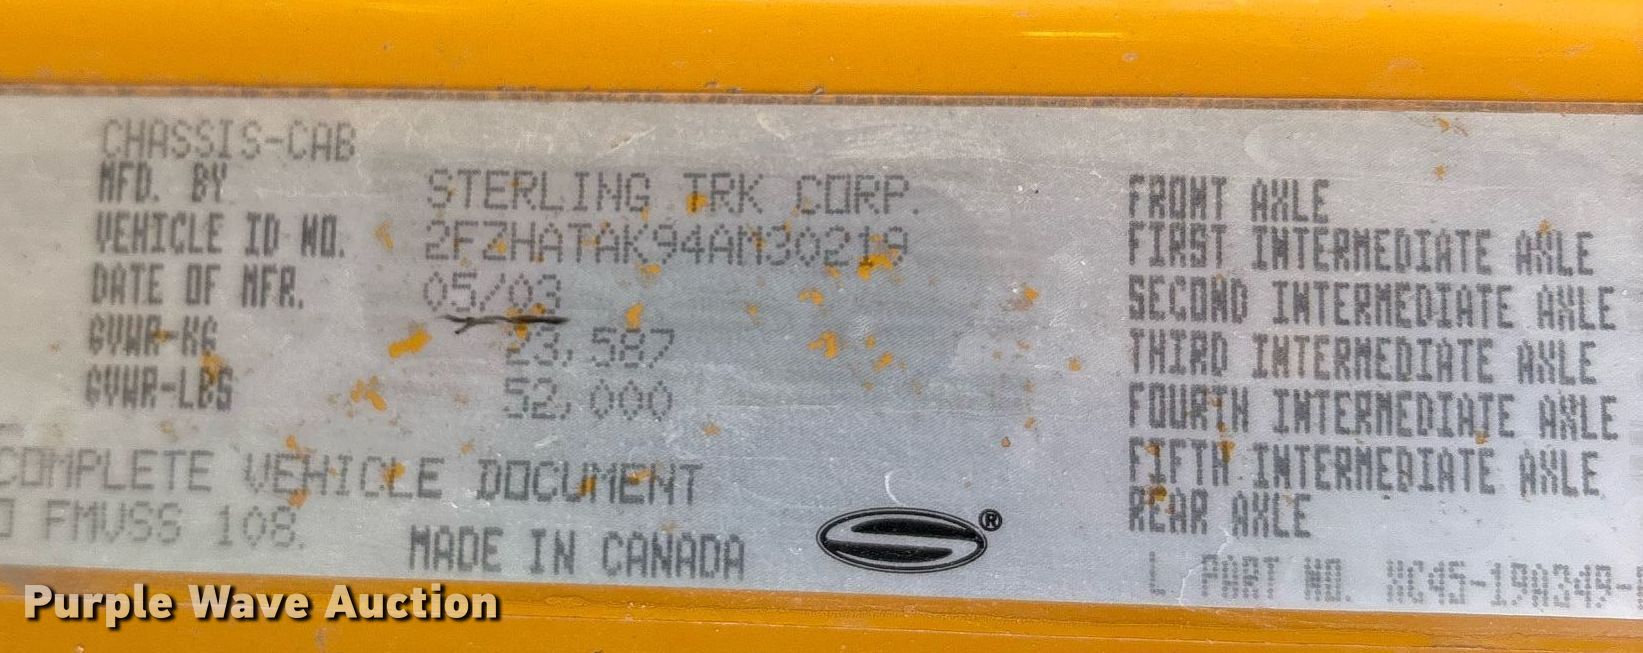 CHASSIS-CAB
MFD. BY STERLING TRK CORP.
VEHICLE ID NO. 2FZHATAK94AM30219
DATE OF MFR. 05/03
GVWR-KG 23,587
GVWR-LBS 52,000
COMPLETE VEHICLE DOCUMENT
FMVSS 108.
MADE IN CANADA
®
FRONT AXLE
FIRST INTERMEDIATE AXLE
SECOND INTERMEDIATE AXLE
THIRD INTERMEDIATE AXLE
FOURTH INTERMEDIATE AXLE
FIFTH INTERMEDIATE AXLE
REAR AXLE
PART NO. XC45-19A349-
Purple Wave Auction